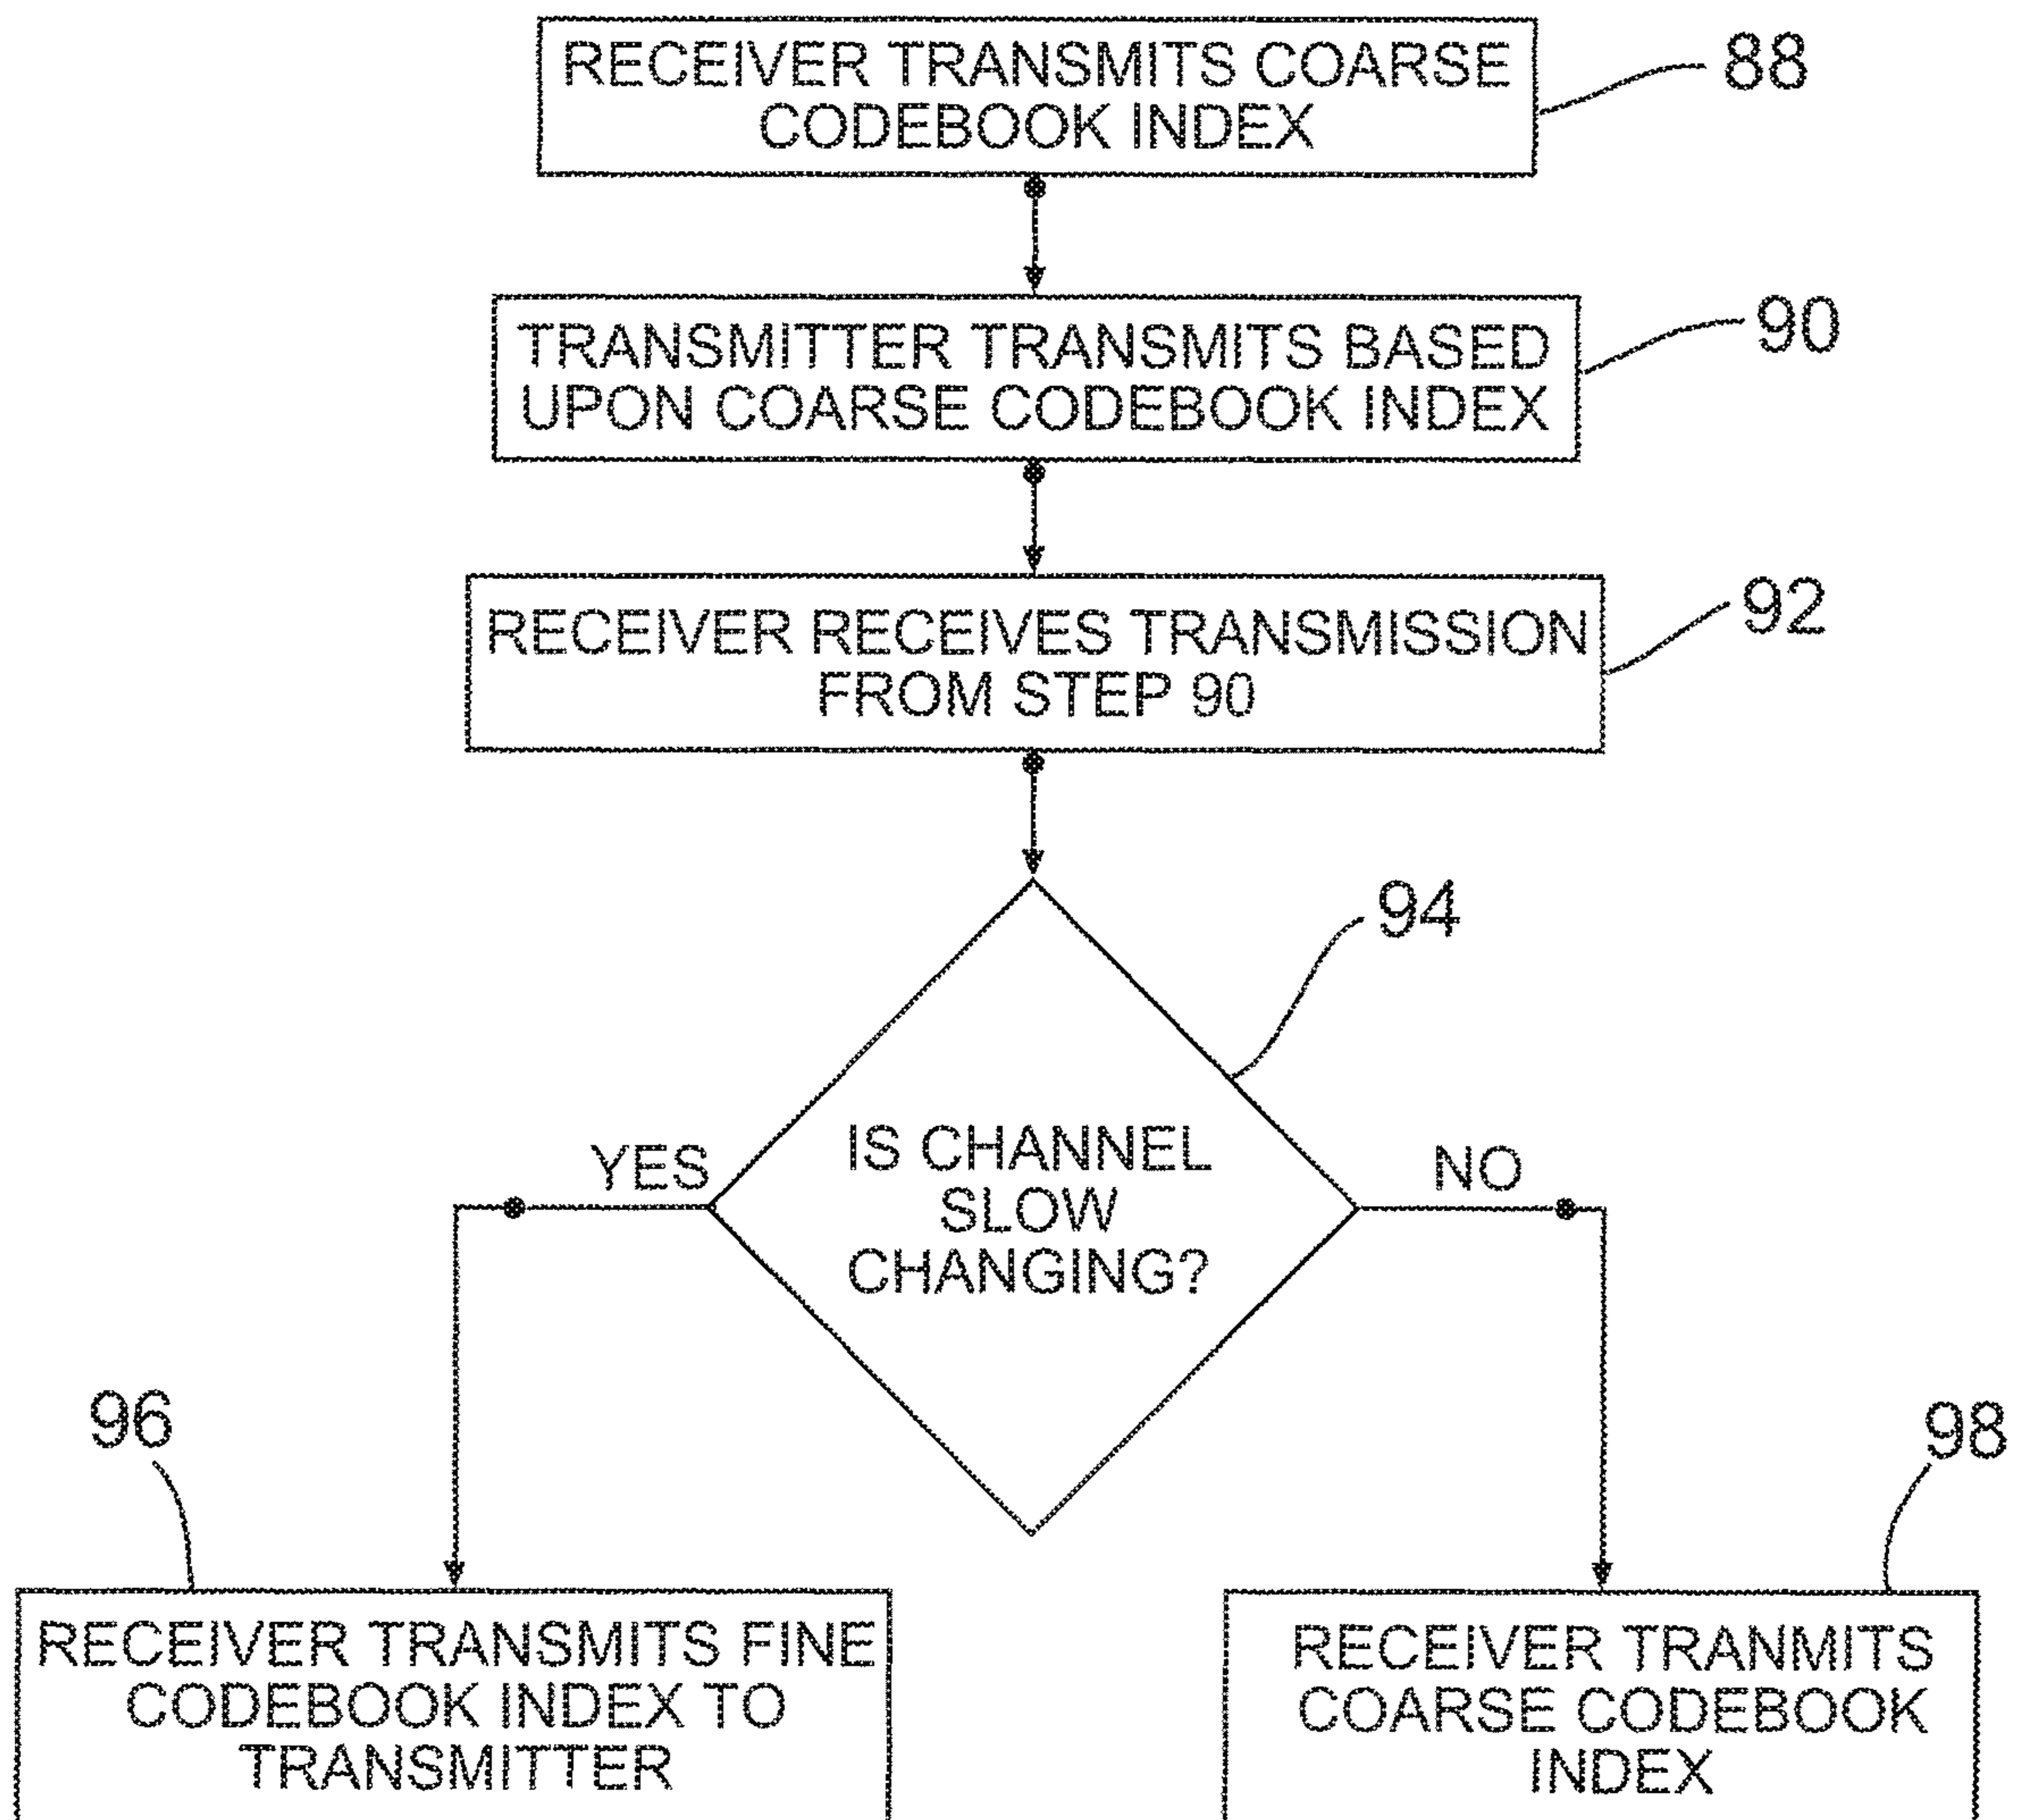 RECEIVER TRANSMITS COARSE
CODEBOOK INDEX
88
TRANSMITTER TRANSMITS BASED
UPON COARSE CODEBOOK INDEX
90
RECEIVER RECEIVES TRANSMISSION
FROM STEP 90
92
94
IS CHANNEL
SLOW
CHANGING?
YES
NO
96
RECEIVER TRANSMITS FINE
CODEBOOK INDEX TO
TRANSMITTER
98
RECEIVER TRANMITS
COARSE CODEBOOK
INDEX